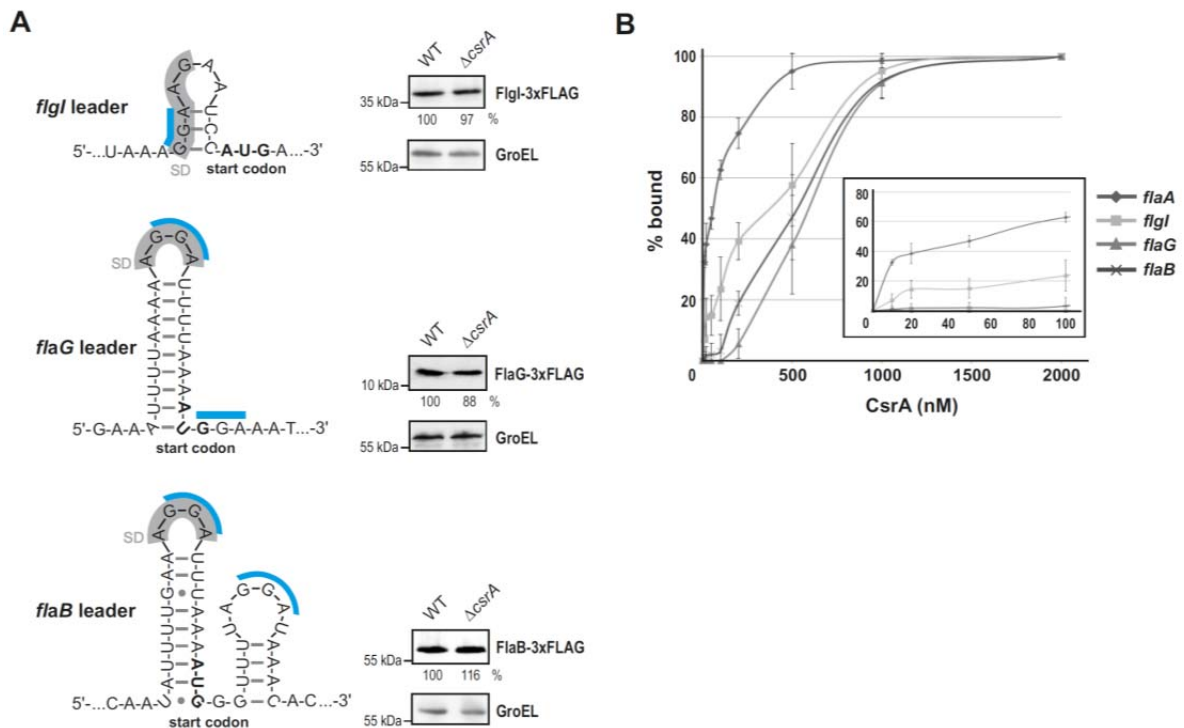 A
flgI leader
5'-...U-A-A-A-G
C-A-U-G-A...-3'
SD
start codon
WT
ΔcsrA
35 kDa
FlgI-3xFLAG
100 97 %
55 kDa
GroEL
flaG leader
SD
A-G-G-A
5'-G-A-A-A
U-G-G-A-A-A-T...-3'
start codon
WT
ΔcsrA
10 kDa
FlaG-3xFLAG
100 88 %
55 kDa
GroEL
flaB leader
SD
A-G-G-A
A-G-G-A
5'-...C-A-A-U
G-G-G-G
C-A-C...-3'
start codon
WT
ΔcsrA
55 kDa
FlaB-3xFLAG
100 116 %
55 kDa
GroEL
B
% bound
100
80
60
40
20
0 500 1000 1500 2000
CsrA (nM)
80
60
40
20
0 20 40 60 80 100
flaA
flgI
flaG
flaB